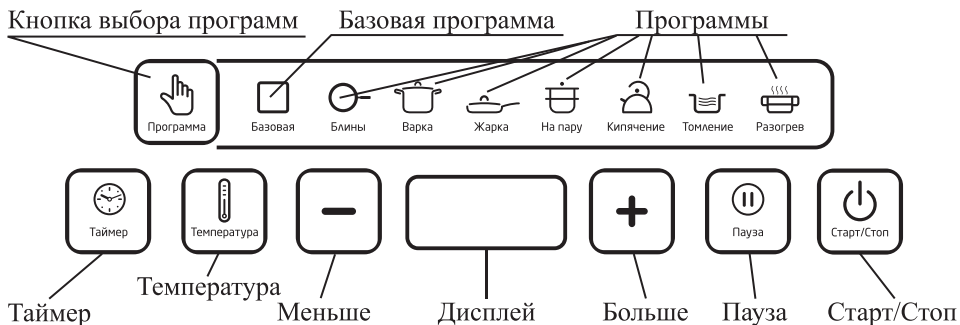 Кнопка выбора программ
Базовая программа
Программы
Программа
Базовая
Блины
Варка
Жарка
На пару
Кипячение
Томление
Разогрев
Таймер
Температура
Пауза
Старт/Стоп
Таймер
Температура
Меньше
Дисплей
Больше
Пауза
Старт/Стоп